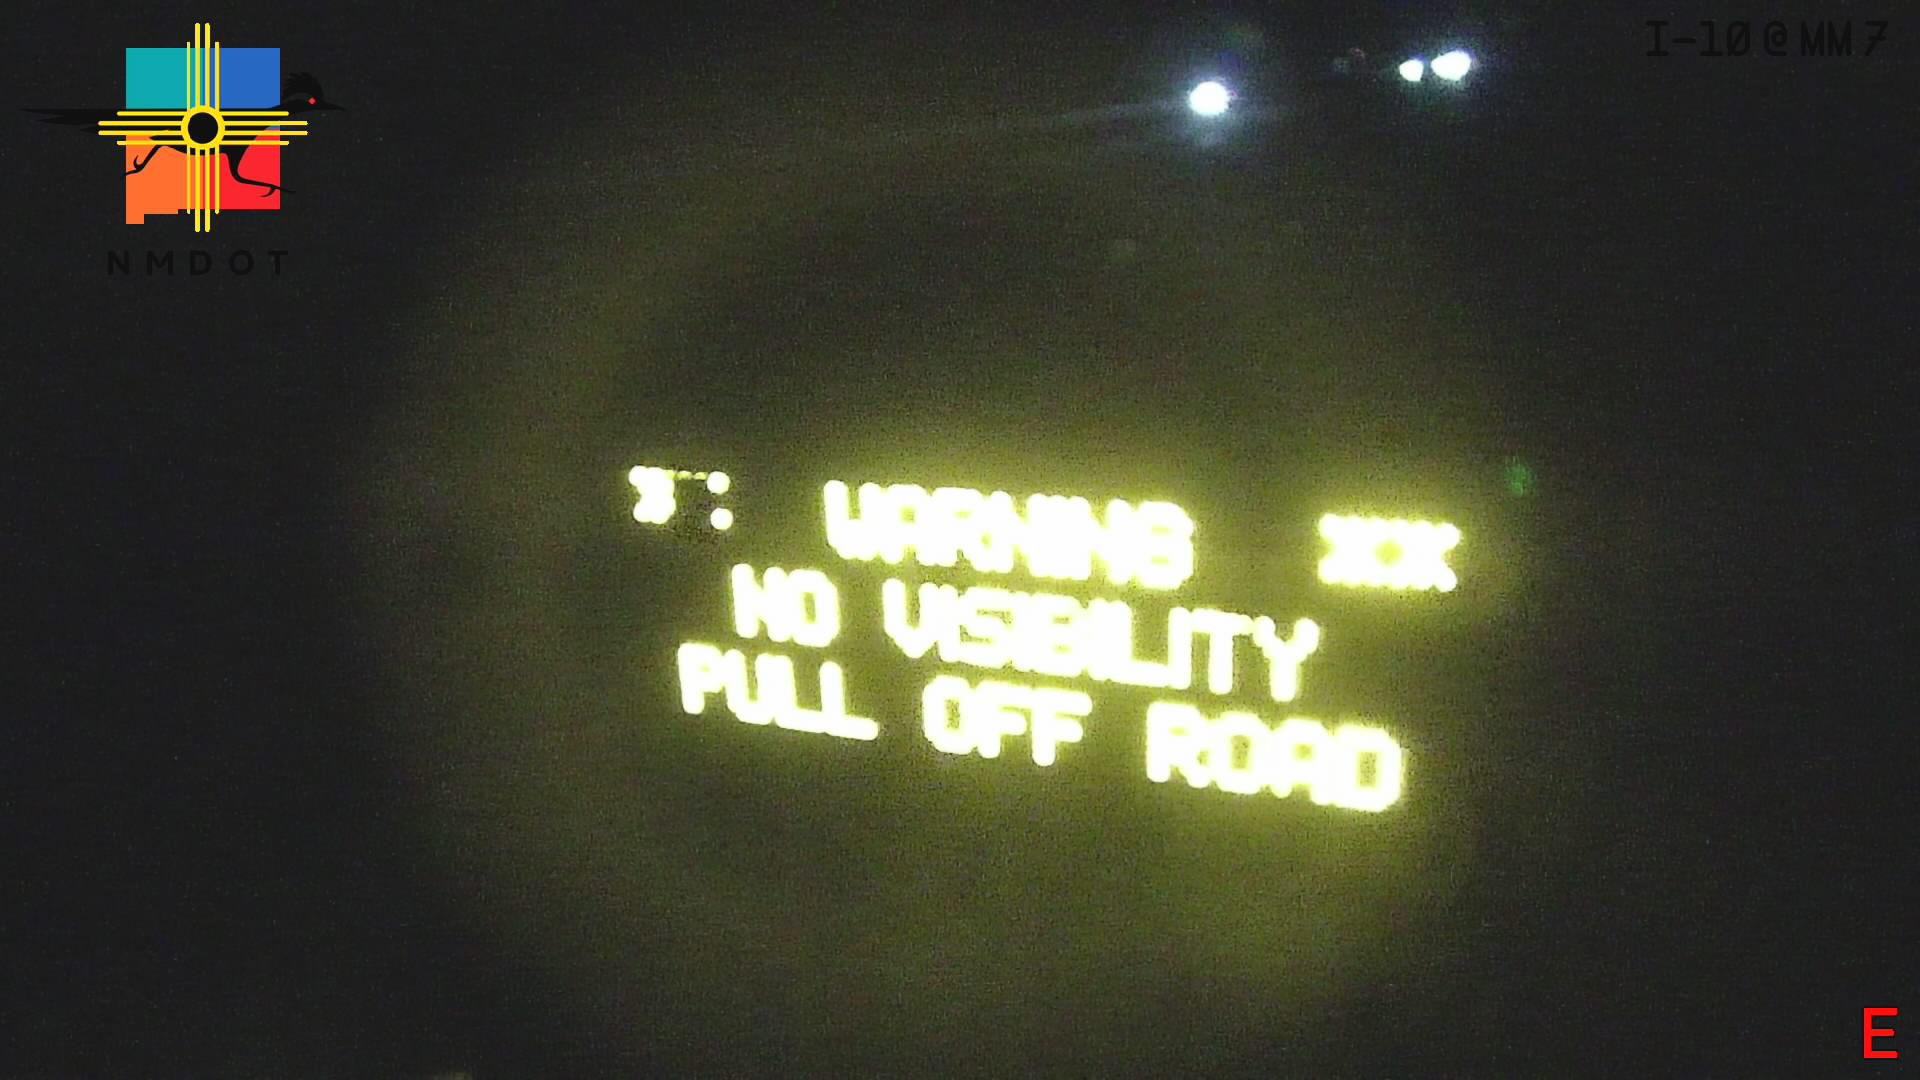 I-10 @ MM 7
NMDOT
WARNING
NO VISIBILITY
PULL OFF ROAD
E